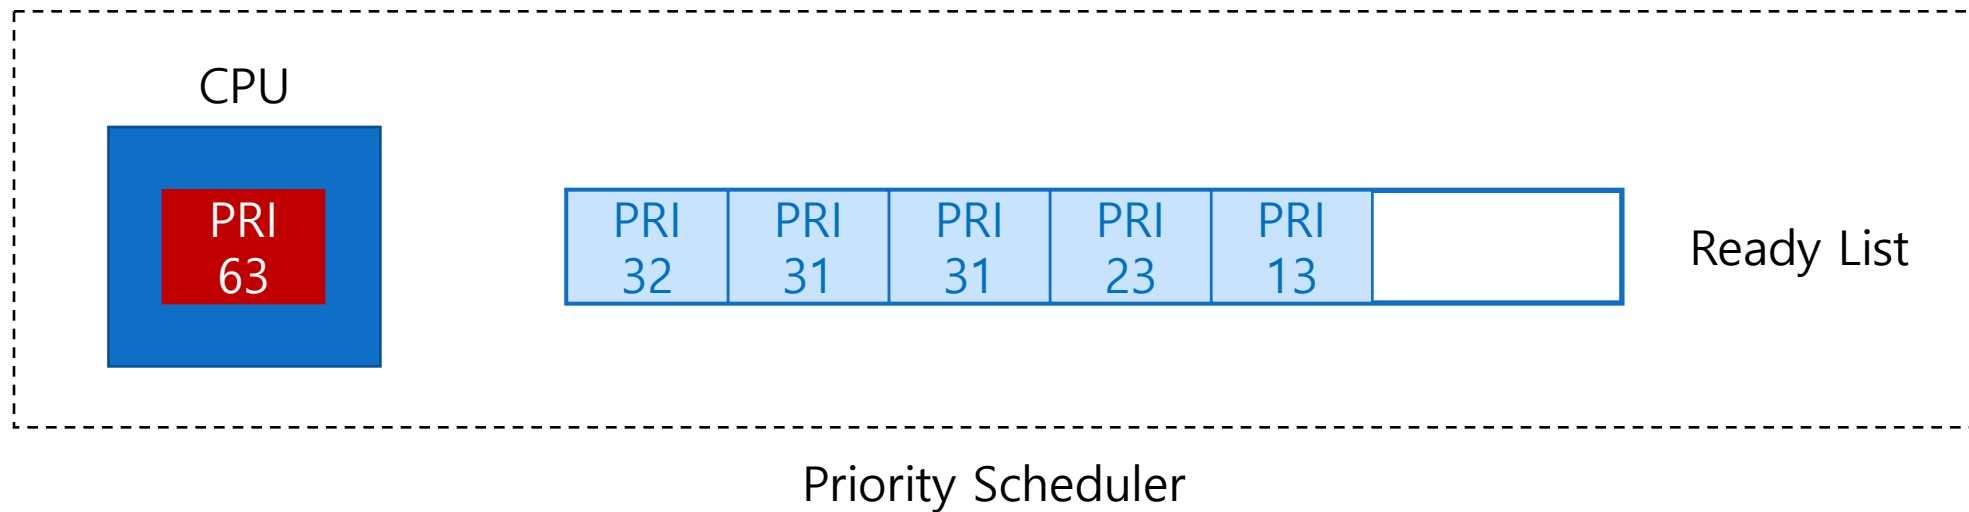 CPU
PRI
63
PRI
32
PRI
31
PRI
31
PRI
23
PRI
13
Ready List
Priority Scheduler